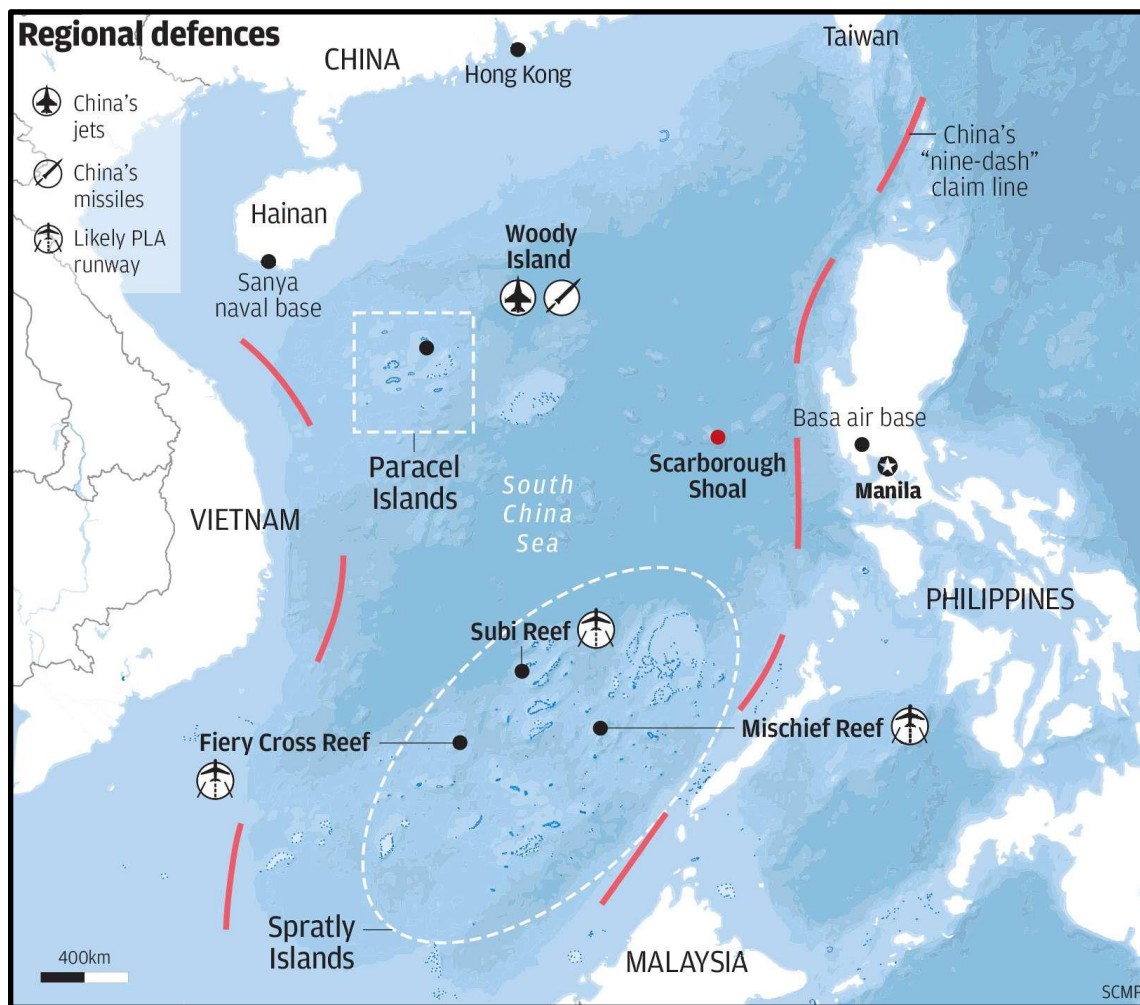 Regional defences
China's
jets
China's
missiles
Likely PLA
runway
CHINA
Hong Kong
Taiwan
China's
“nine-dash”
claim line
Hainan
Sanya
naval base
Woody
Island
Paracel
Islands
Basa air base
Manila
Scarborough
Shoal
South
China
Sea
VIETNAM
PHILIPPINES
Subi Reef
Fiery Cross Reef
Mischief Reef
Spratly
Islands
MALAYSIA
400km
SCMP